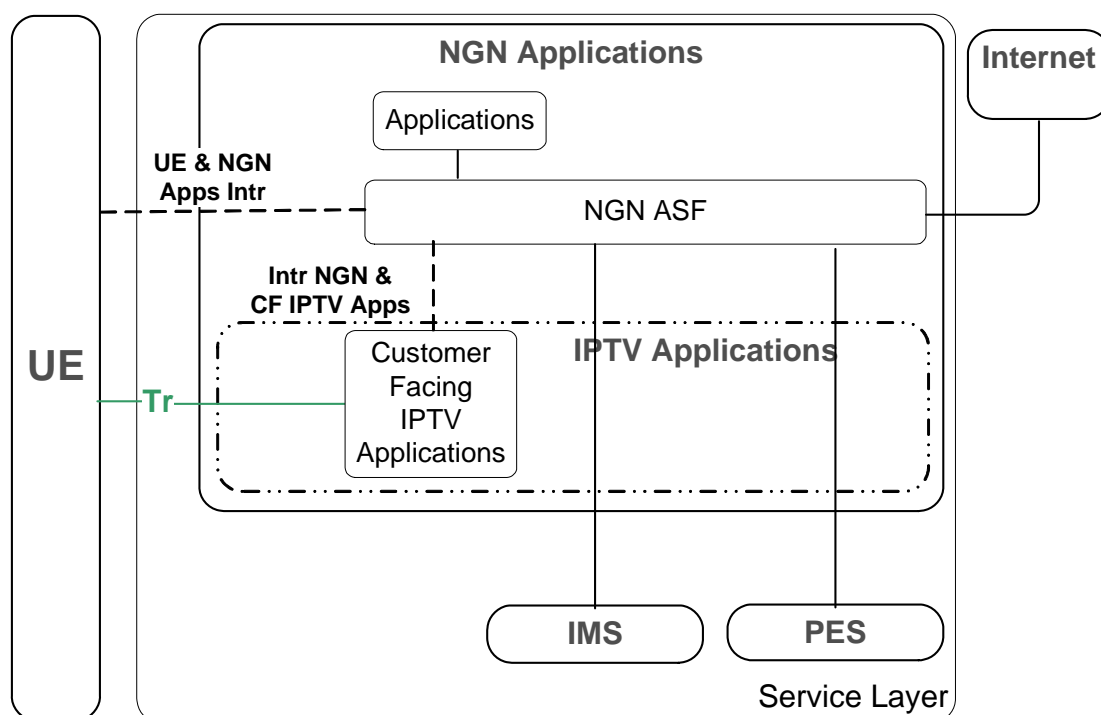 NGN Applications
Internet
Applications
UE & NGN
Apps Intr
NGN ASF
Intr NGN &
CF IPTV Apps
IPTV Applications
UE
Customer
Facing
IPTV
Applications
Tr
IMS
PES
Service Layer